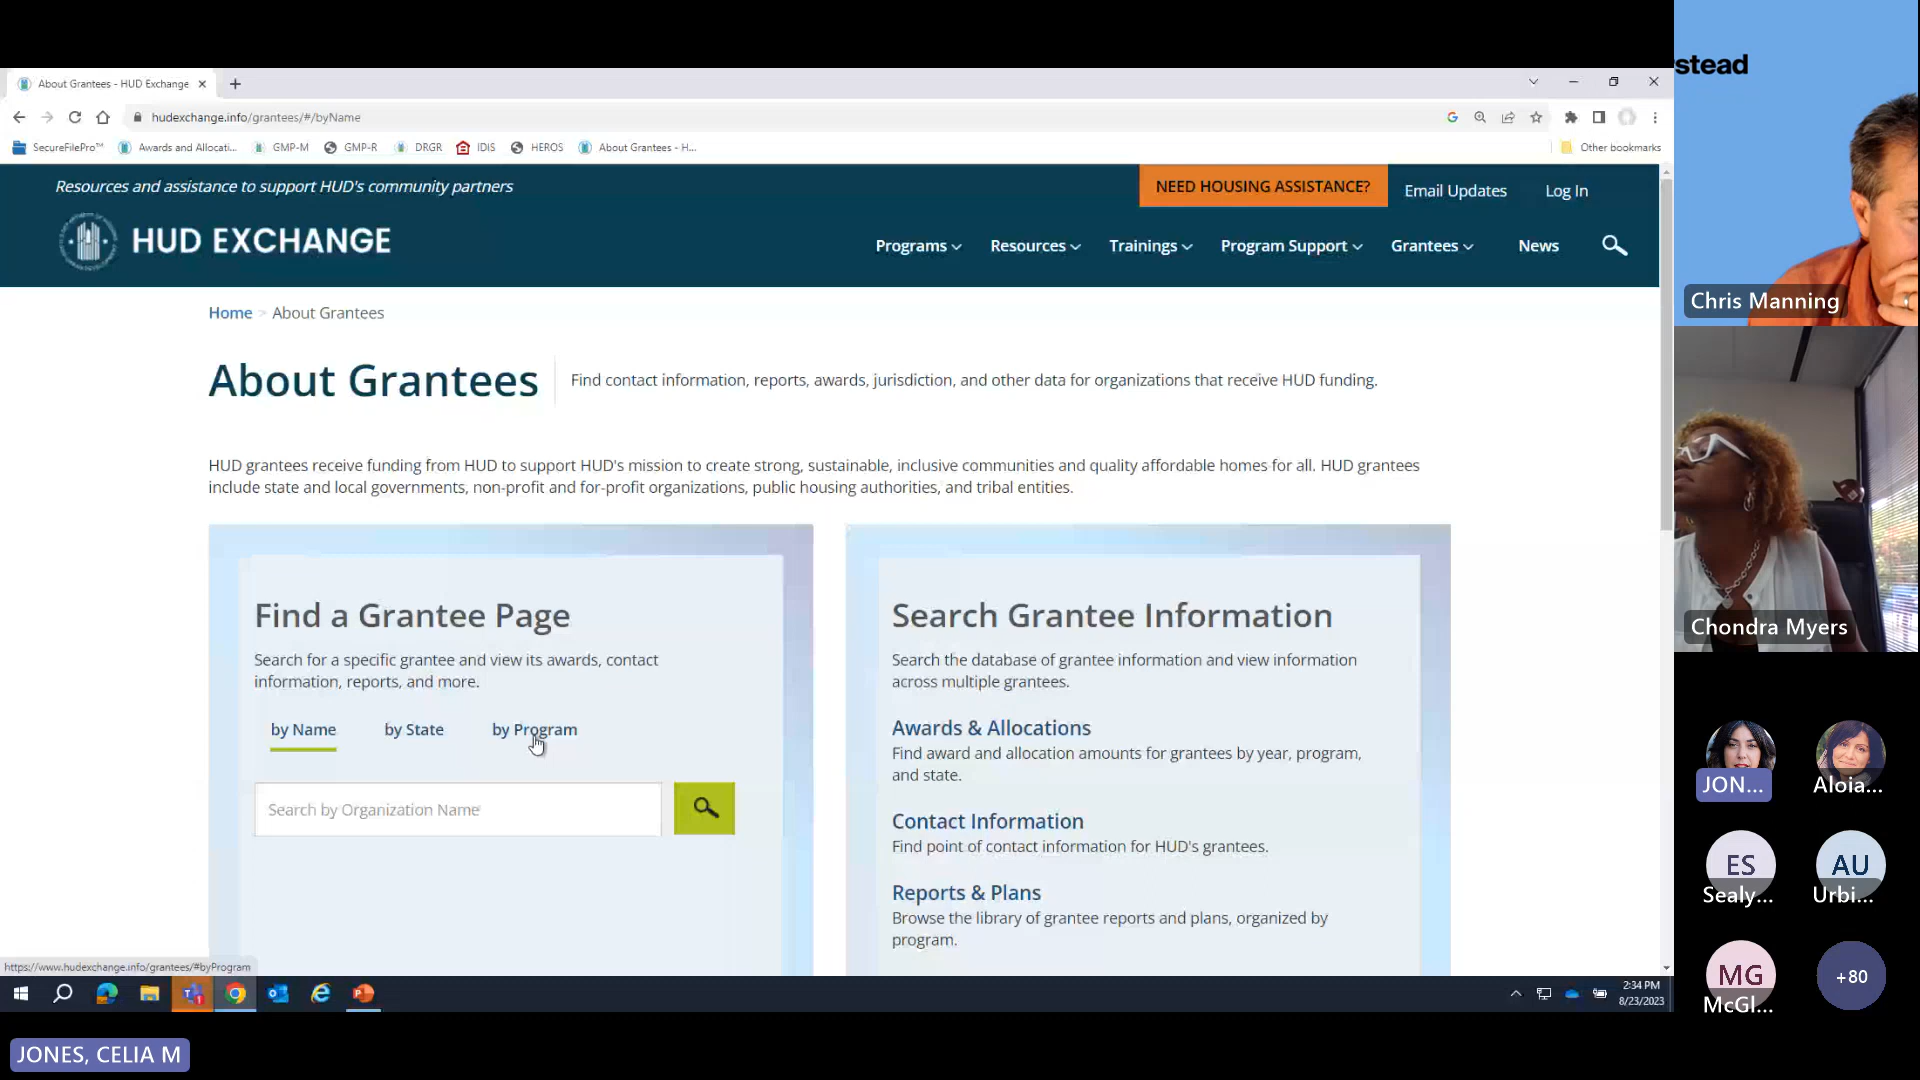 About Grantees - HUD Exchange
hudexchange.info/grantees/#/byName
SecureFilePro™
Awards and Allocati...
GMP-M
GMP-R
DRGR
IDIS
HEROS
About Grantees - H...
Other bookmarks
Resources and assistance to support HUD's community partners
NEED HOUSING ASSISTANCE?
Email Updates
Log In
HUD EXCHANGE
Programs
Resources
Trainings
Program Support
Grantees
News
Home > About Grantees
About Grantees
Find contact information, reports, awards, jurisdiction, and other data for organizations that receive HUD funding.
HUD grantees receive funding from HUD to support HUD's mission to create strong, sustainable, inclusive communities and quality affordable homes for all. HUD grantees
include state and local governments, non-profit and for-profit organizations, public housing authorities, and tribal entities.
Find a Grantee Page
Search for a specific grantee and view its awards, contact
information, reports, and more.
by Name
by State
by Program
Search by Organization Name
Search Grantee Information
Search the database of grantee information and view information
across multiple grantees.
Awards & Allocations
Find award and allocation amounts for grantees by year, program,
and state.
Contact Information
Find point of contact information for HUD's grantees.
Reports & Plans
Browse the library of grantee reports and plans, organized by
program.
https://www.hudexchange.info/grantees/#byProgram
2:34 PM
8/23/2023
JONES, CELIA M
stead
Chris Manning
Chondra Myers
JON...
Aloia...
ES
Sealy...
AU
Urbi...
MG
McGl...
+80